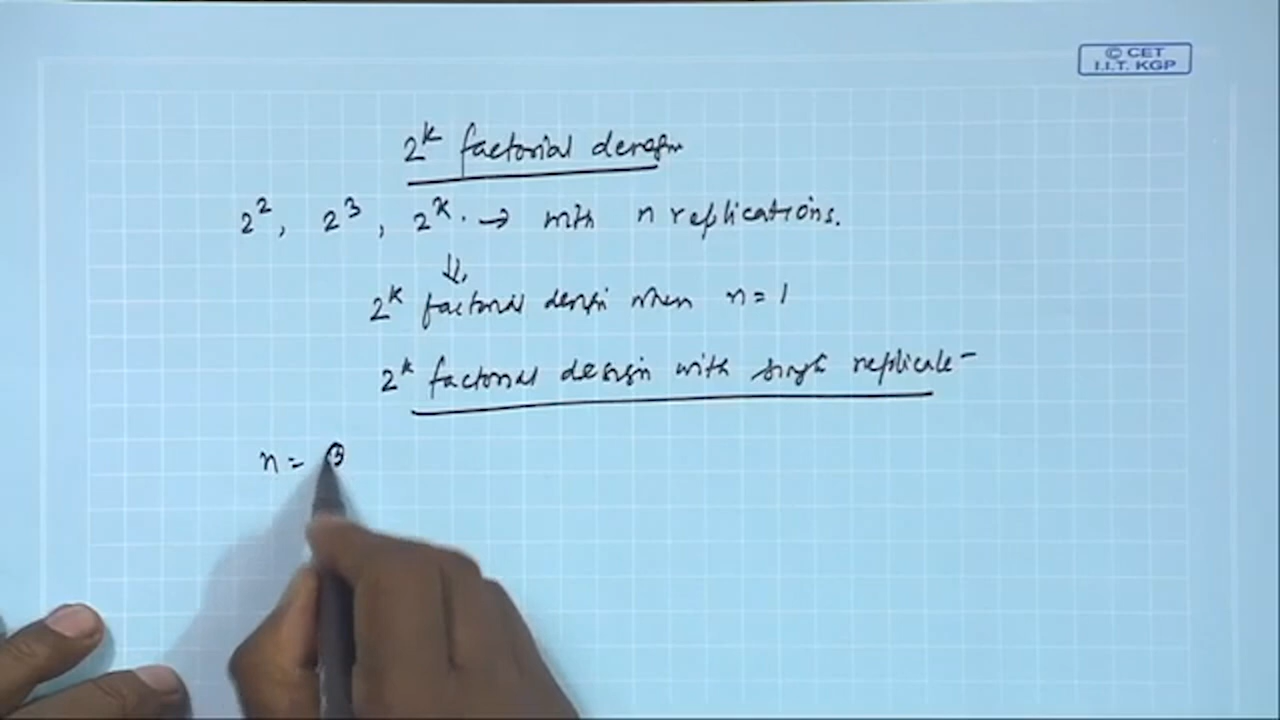 © CET
I.I.T. KGP
2^k factorial design
2^2, 2^3, 2^k. → with n replications.
⇓
2^k factorial design when n = 1
2^k factorial design with single replicate -
n =